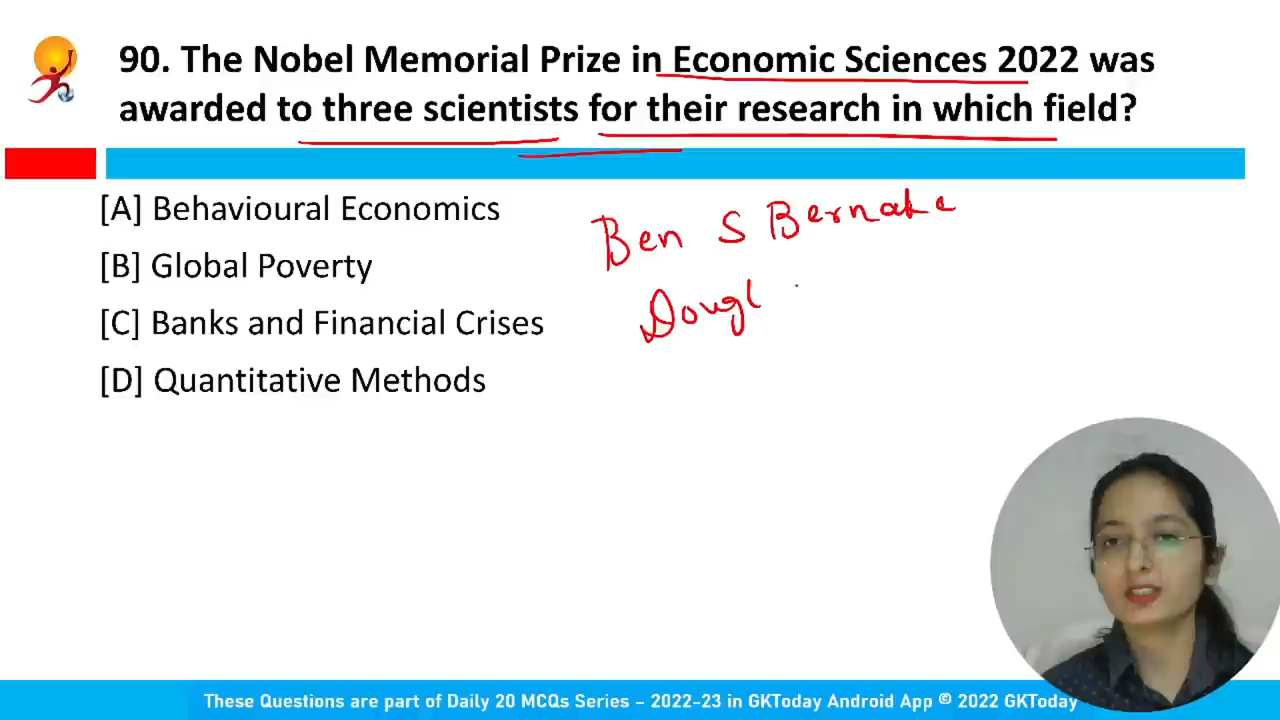 90. The Nobel Memorial Prize in Economic Sciences 2022 was
awarded to three scientists for their research in which field?
[A] Behavioural Economics
[B] Global Poverty
[C] Banks and Financial Crises
[D] Quantitative Methods
Ben S Bernake
Dougl
These Questions are part of Daily 20 MCQs Series – 2022-23 in GKToday Android App © 2022 GKToday